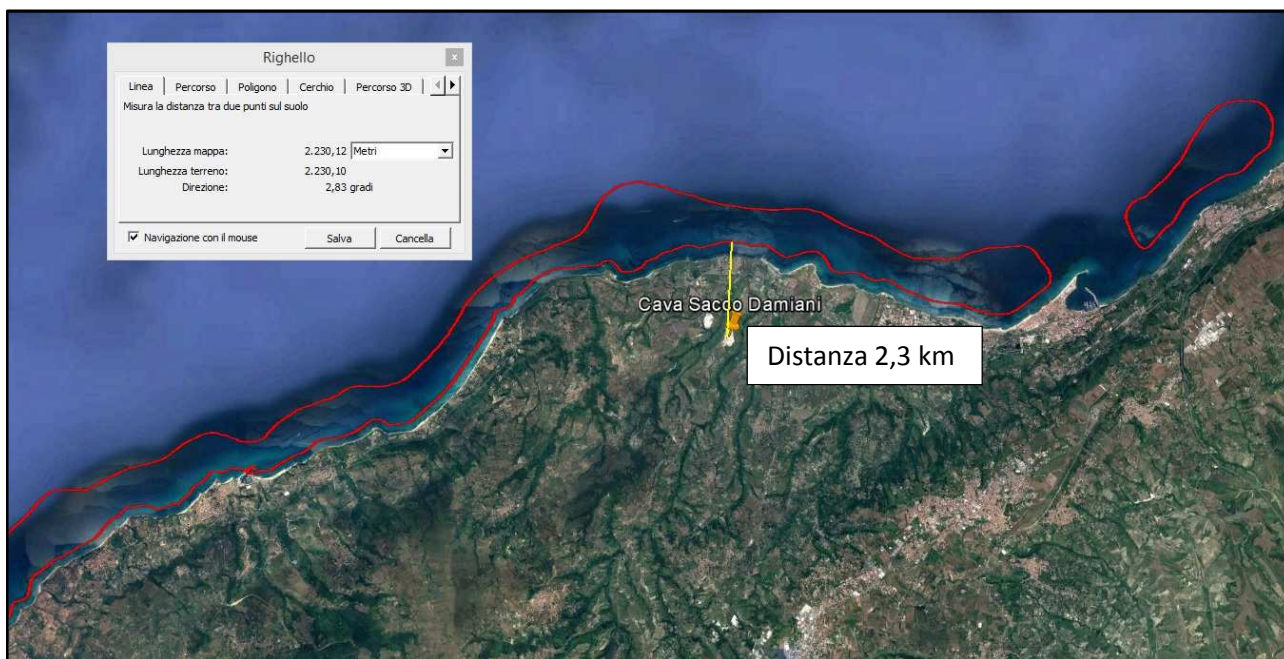 Righello
x
Linea Percorso Poligono Cerchio Percorso 3D
Misura la distanza tra due punti sul suolo
Lunghezza mappa: 2.230,12 Metri
Lunghezza terreno: 2.230,10
Direzione: 2,83 gradi
Navigazione con il mouse Salva Cancella
Cava Sacco Damiani
Distanza 2,3 km